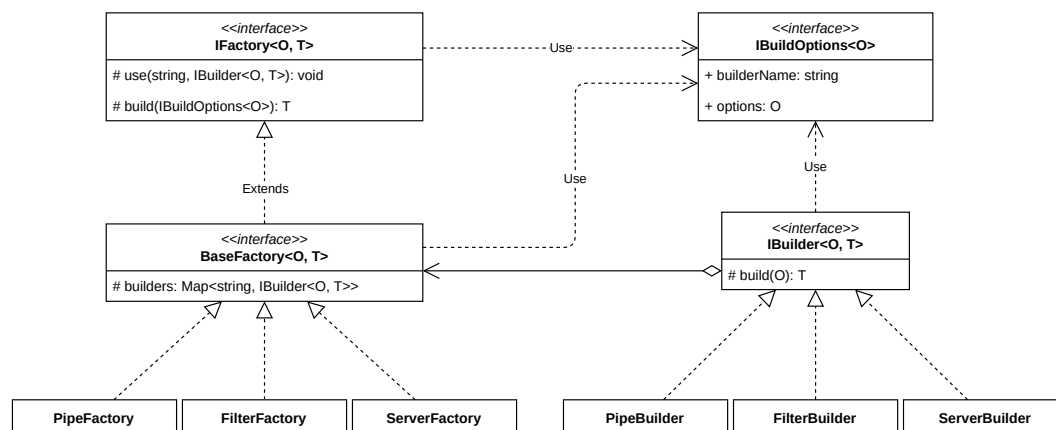 <<interface>>
IFactory<O, T>
# use(string, IBuilder<O, T>): void
# build(IBuildOptions<O>): T
Use
<<interface>>
IBuildOptions<O>
+ builderName: string
+ options: O
Extends
Use
Use
<<interface>>
BaseFactory<O, T>
# builders: Map<string, IBuilder<O, T>>
<<interface>>
IBuilder<O, T>
# build(O): T
PipeFactory
FilterFactory
ServerFactory
PipeBuilder
FilterBuilder
ServerBuilder